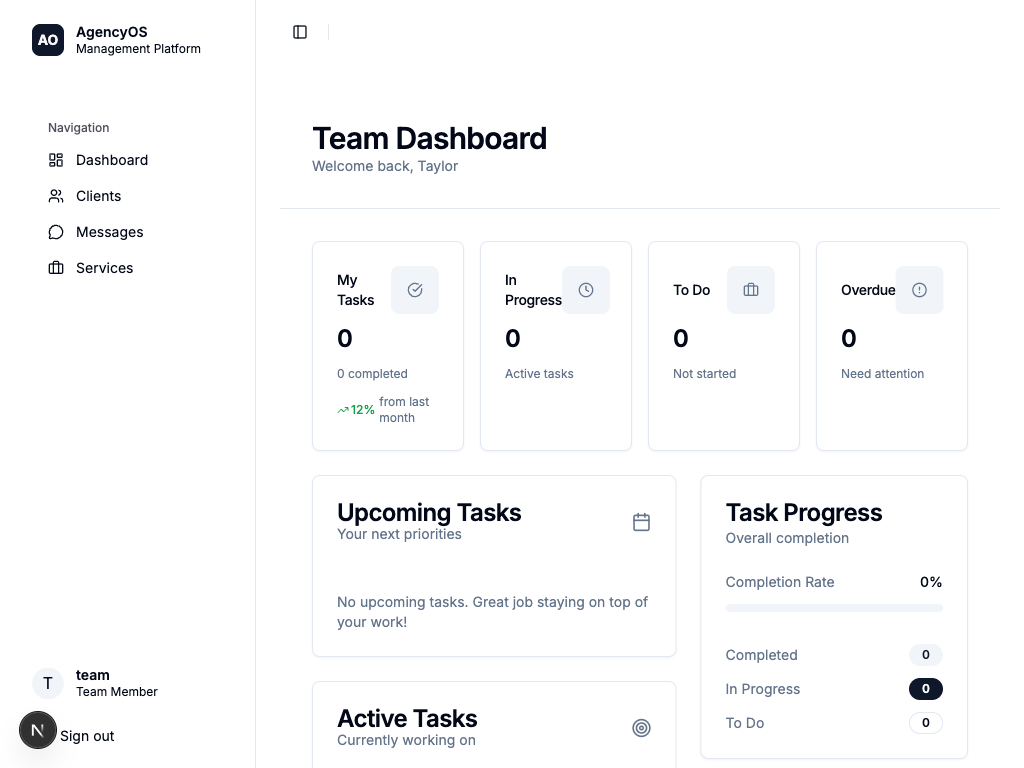 AO
AgencyOS
Management Platform
Navigation
Dashboard
Clients
Messages
Services
team
T
Team Member
N
Sign out
Team Dashboard
Welcome back, Taylor
My
Tasks
0
0 completed
12%
from last
month
In
Progress
0
Active tasks
To Do
0
Not started
Overdue
0
Need attention
Upcoming Tasks
Your next priorities
No upcoming tasks. Great job staying on top of
your work!
Active Tasks
Currently working on
Task Progress
Overall completion
Completion Rate 0%
Completed 0
In Progress 0
To Do 0